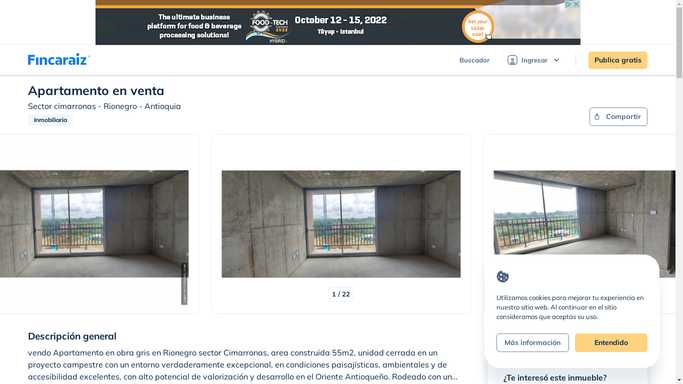 The ultimate business
platform for food & beverage
processing solutions!
FOOD-TECH
HYBRID
October 12 - 15, 2022
Tüyap - Istanbul
Get your
ticket
now!
Fincaraiz
Buscador
Ingresar
Publica gratis
Apartamento en venta
Sector cimarronas - Rionegro - Antioquia
Inmobiliaria
Compartir
1 / 22
Utilizamos cookies para mejorar tu experiencia en
nuestro sitio web. Al continuar en el sitio
consideramos que aceptas su uso.
Más información
Entendido
Descripción general
vendo Apartamento en obra gris en Rionegro sector Cimarronas, area construida 55m2, unidad cerrada en un
proyecto campestre con un entorno verdaderamente excepcional, en condiciones paisajísticas, ambientales y de
accesibilidad excelentes, con alto potencial de valorización y desarrollo en el Oriente Antioqueño. Rodeado con un...
¿Te interesó este inmueble?